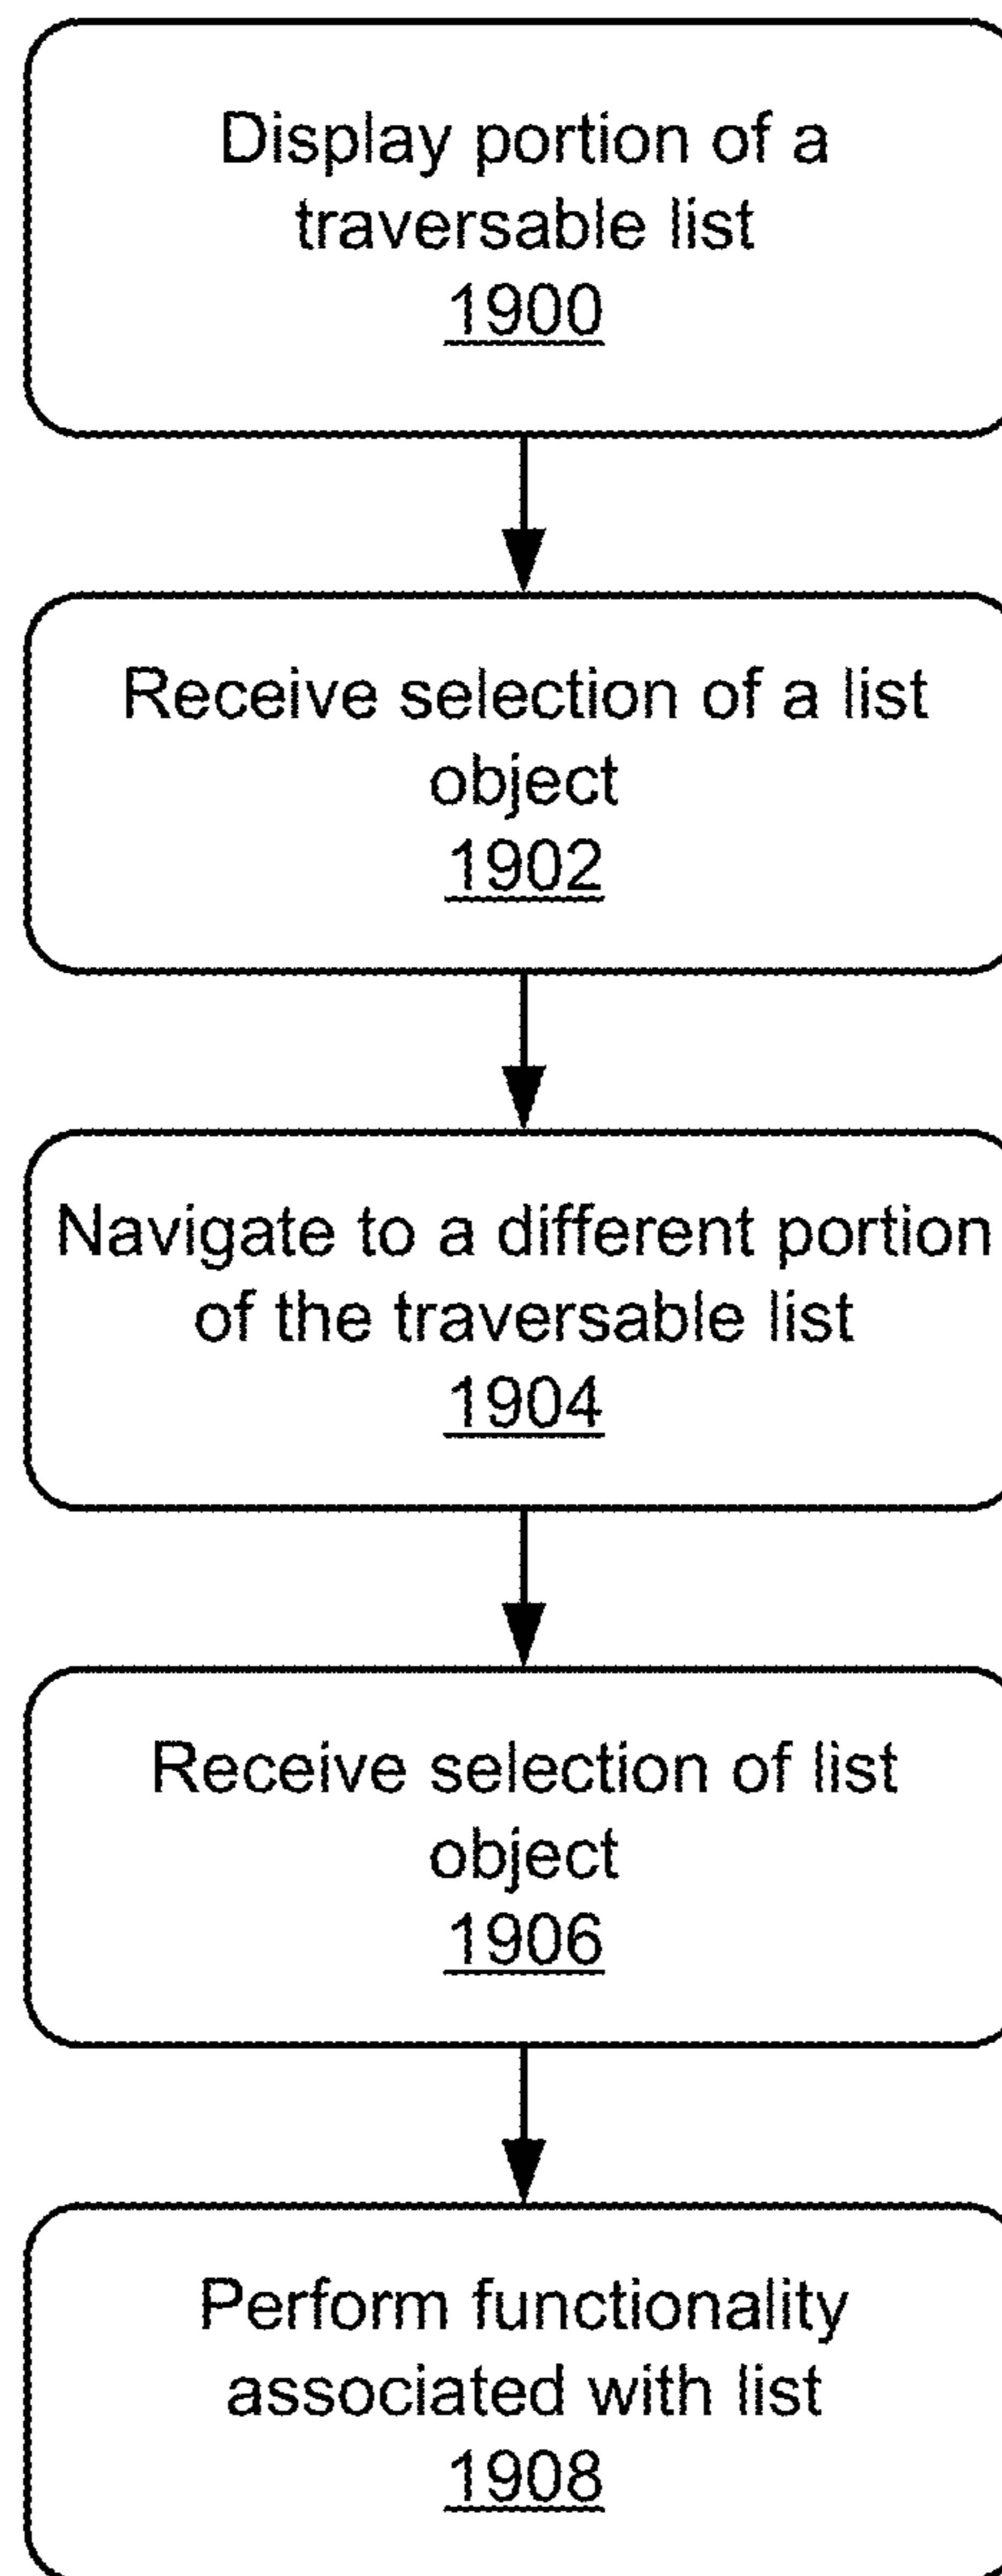 Display portion of a
traversable list
1900
Receive selection of a list
object
1902
Navigate to a different portion
of the traversable list
1904
Receive selection of list
object
1906
Perform functionality
associated with list
1908